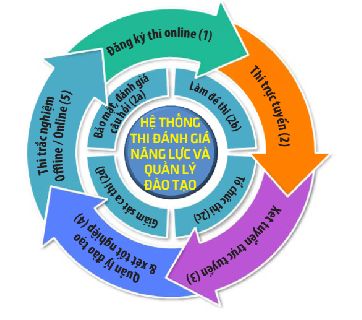 Đăng ký thi online (1)
Thi trực tuyến (2)
Xét tuyển trực tuyến (3)
Quản lý đào tạo
& xét tốt nghiệp (4)
Thi trắc nghiệm
Offline / Online (5)
Bảo mật, đánh giá
câu hỏi (2a)
Làm đề thi (2b)
Tổ chức thi (2c)
Giám sát ca thi (2d)
HỆ THỐNG
THI ĐÁNH GIÁ
NĂNG LỰC VÀ
QUẢN LÝ
ĐÀO TẠO